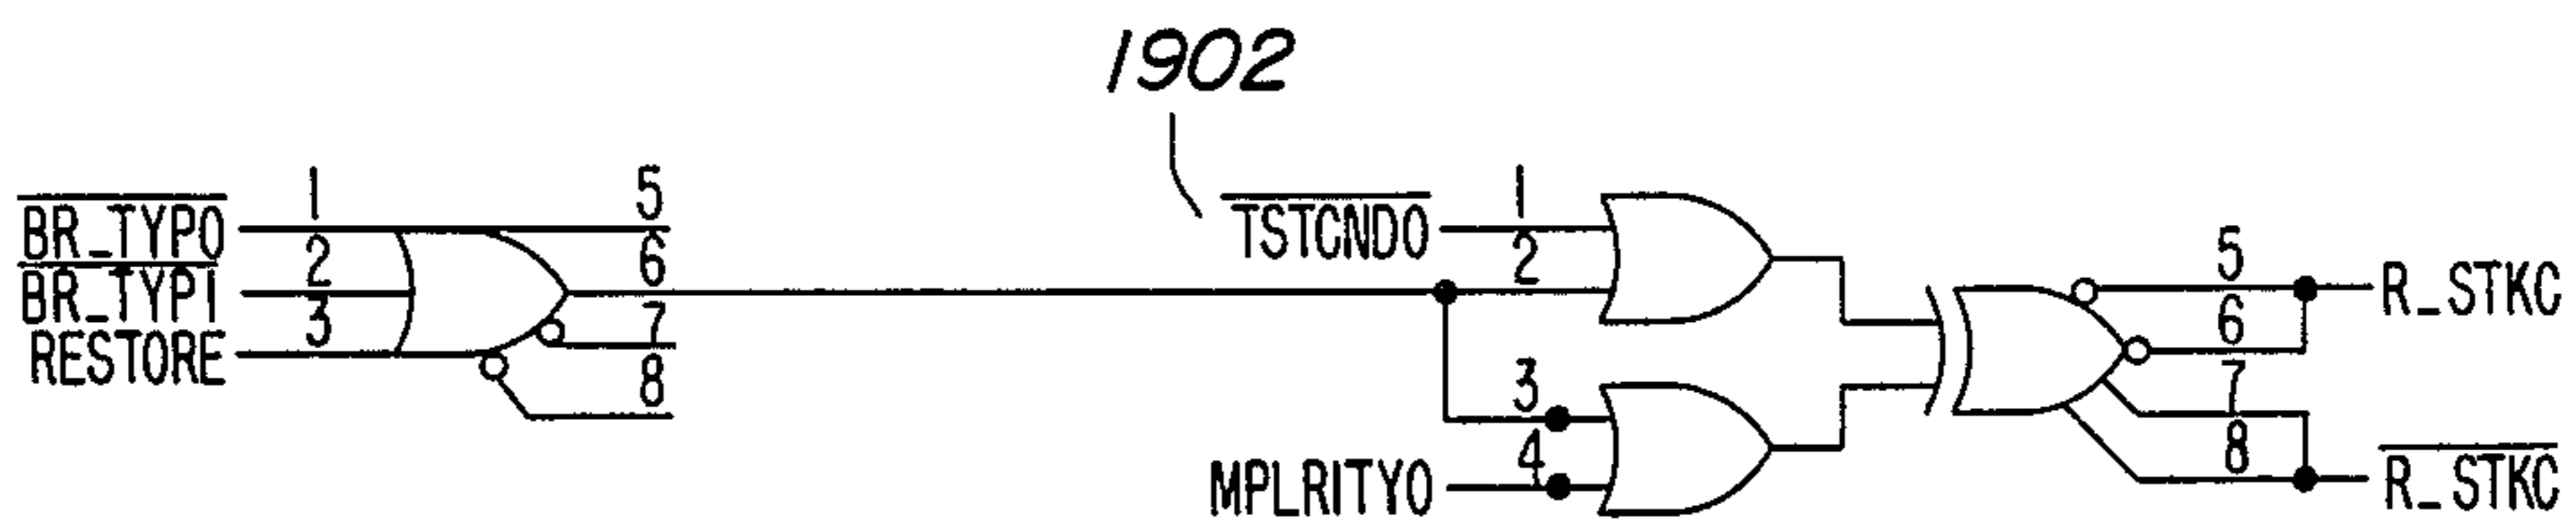 1902
BR_TYP0
BR_TYP1
RESTORE
1
2
3
5
6
7
8
TSTCND0
MPLRITY0
1
2
3
4
5
6
7
8
R_STKC
R_STKC